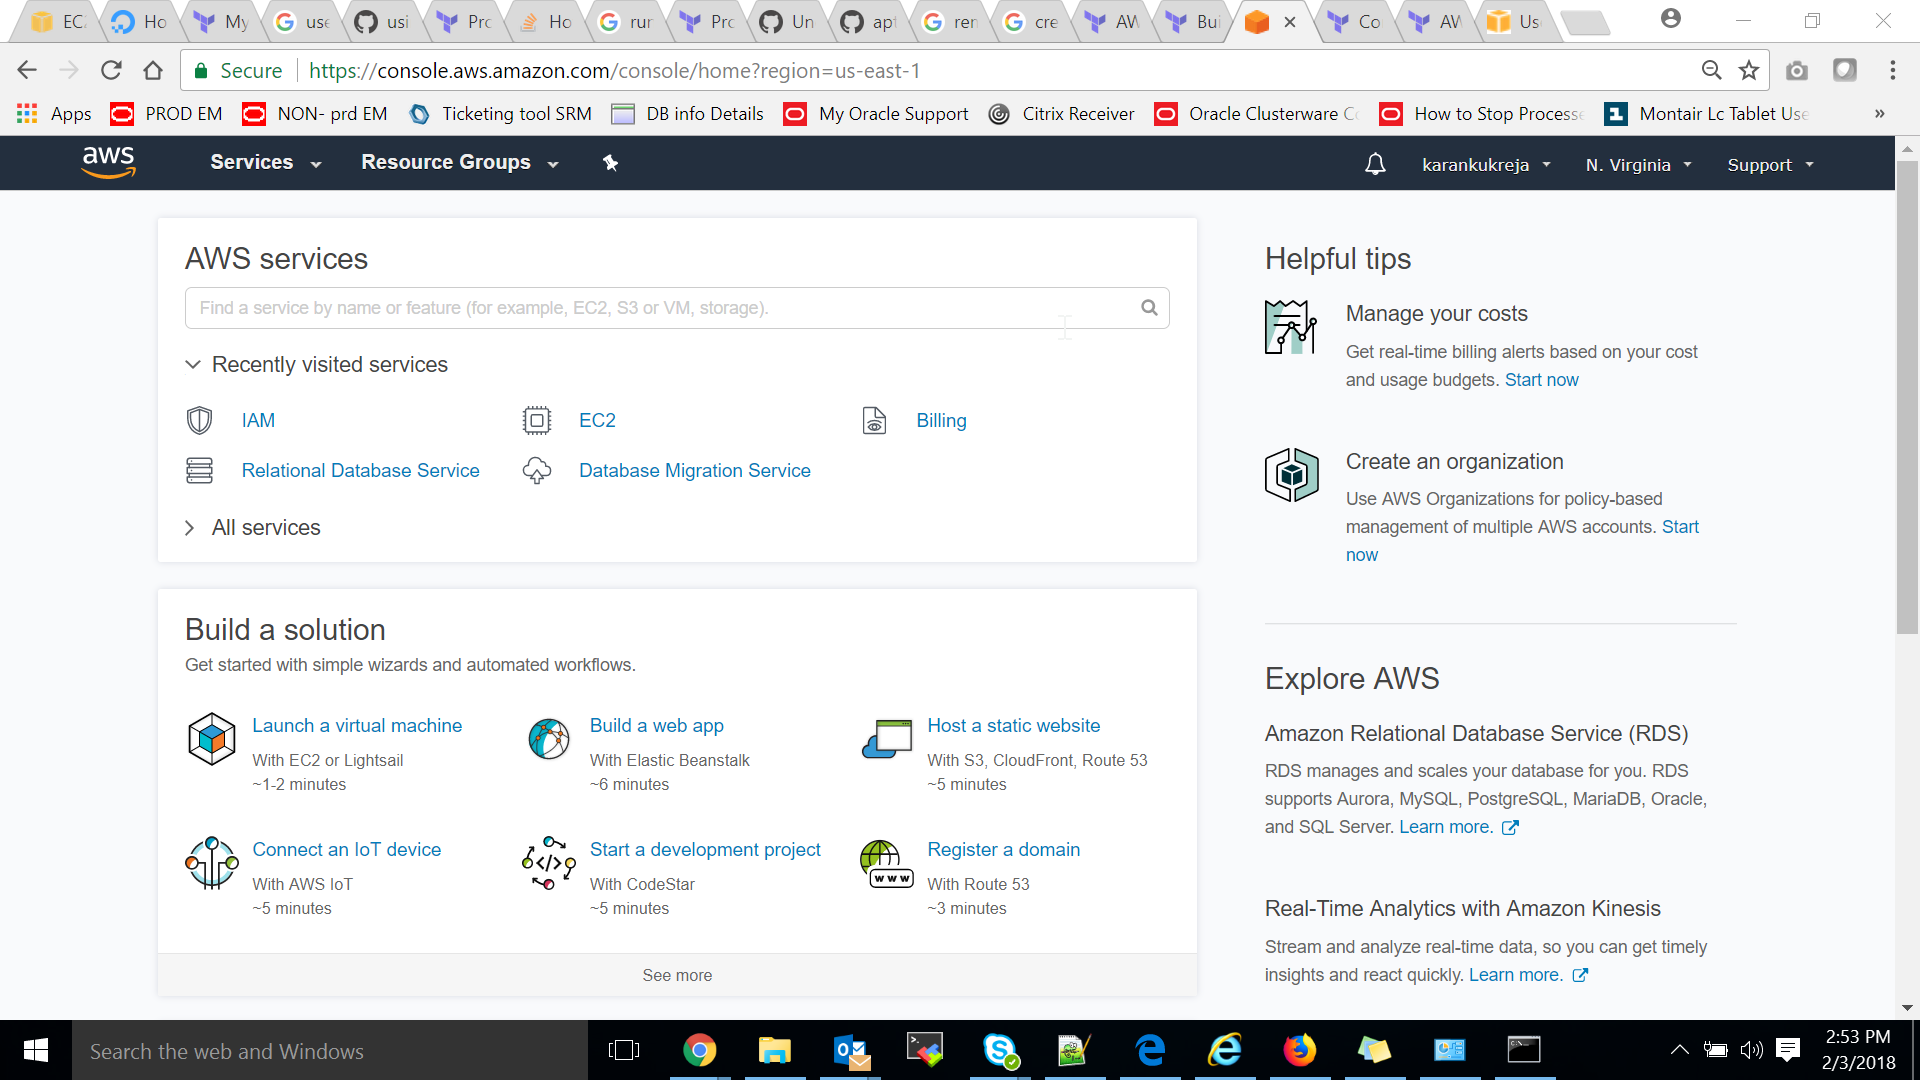 EC
Ho
My
use
usi
Pro
Ho
rur
Pro
Un
apt
ren
cre
AW
Bui
Co
AW
Us
Secure
https://console.aws.amazon.com/console/home?region=us-east-1
Apps
PROD EM
NON- prd EM
Ticketing tool SRM
DB info Details
My Oracle Support
Citrix Receiver
Oracle Clusterware C
How to Stop Processe
Montair Lc Tablet Use
»
aws
Services
Resource Groups
karankukreja
N. Virginia
Support
AWS services
Find a service by name or feature (for example, EC2, S3 or VM, storage).
Recently visited services
IAM
EC2
Billing
Relational Database Service
Database Migration Service
All services
Build a solution
Get started with simple wizards and automated workflows.
Launch a virtual machine
With EC2 or Lightsail
~1-2 minutes
Build a web app
With Elastic Beanstalk
~6 minutes
Host a static website
With S3, CloudFront, Route 53
~5 minutes
Connect an IoT device
With AWS IoT
~5 minutes
Start a development project
With CodeStar
~5 minutes
Register a domain
With Route 53
~3 minutes
See more
Helpful tips
Manage your costs
Get real-time billing alerts based on your cost
and usage budgets. Start now
Create an organization
Use AWS Organizations for policy-based
management of multiple AWS accounts. Start
now
Explore AWS
Amazon Relational Database Service (RDS)
RDS manages and scales your database for you. RDS
supports Aurora, MySQL, PostgreSQL, MariaDB, Oracle,
and SQL Server. Learn more.
Real-Time Analytics with Amazon Kinesis
Stream and analyze real-time data, so you can get timely
insights and react quickly. Learn more.
Search the web and Windows
2:53 PM
2/3/2018